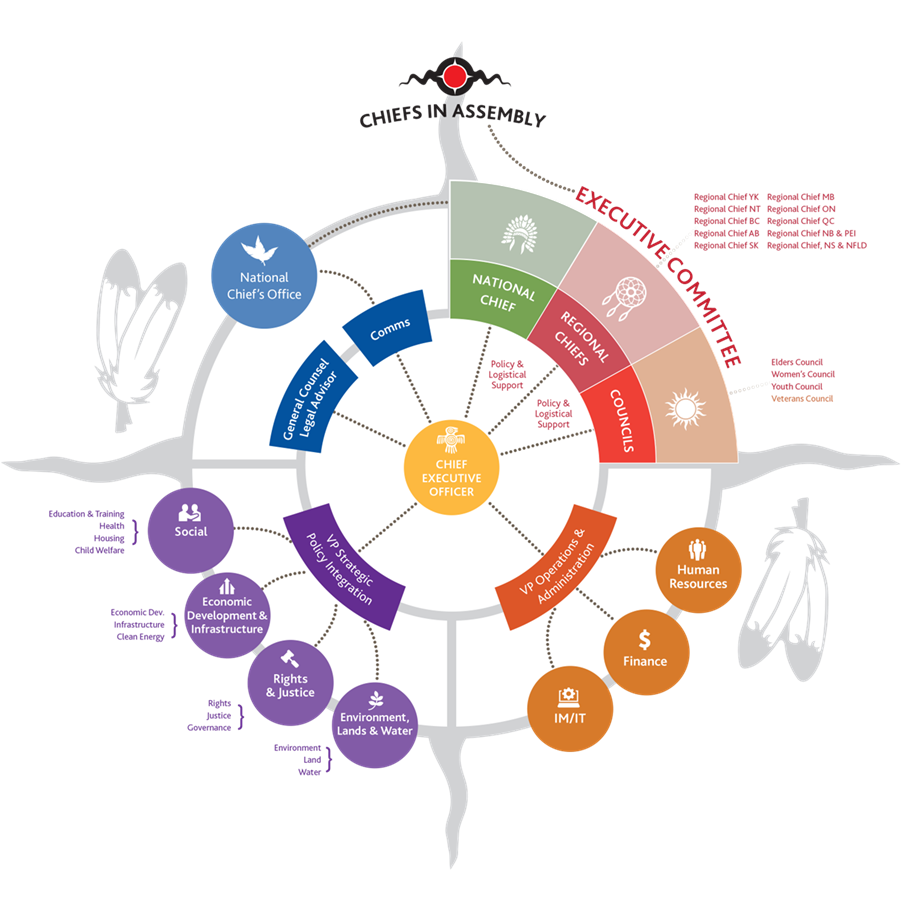 CHIEFS IN ASSEMBLY
EXECUTIVE COMMITTEE
Regional Chief YK
Regional Chief NT
Regional Chief BC
Regional Chief AB
Regional Chief SK
Regional Chief MB
Regional Chief ON
Regional Chief QC
Regional Chief NB & PEI
Regional Chief, NS & NFLD
National
Chief's Office
Comms
General Counsel
Legal Advisor
NATIONAL
CHIEF
REGIONAL
CHIEFS
COUNCILS
Elders Council
Women's Council
Youth Council
Veterans Council
Policy &
Logistical
Support
Policy &
Logistical
Support
CHIEF
EXECUTIVE
OFFICER
VP Strategic
Policy Integration
VP Operations &
Administration
Education & Training
Health
Housing
Child Welfare
Social
Economic Dev.
Infrastructure
Clean Energy
Economic
Development &
Infrastructure
Rights
Justice
Governance
Rights
& Justice
Environment
Land
Water
Environment,
Lands & Water
Human
Resources
$
Finance
IM/IT